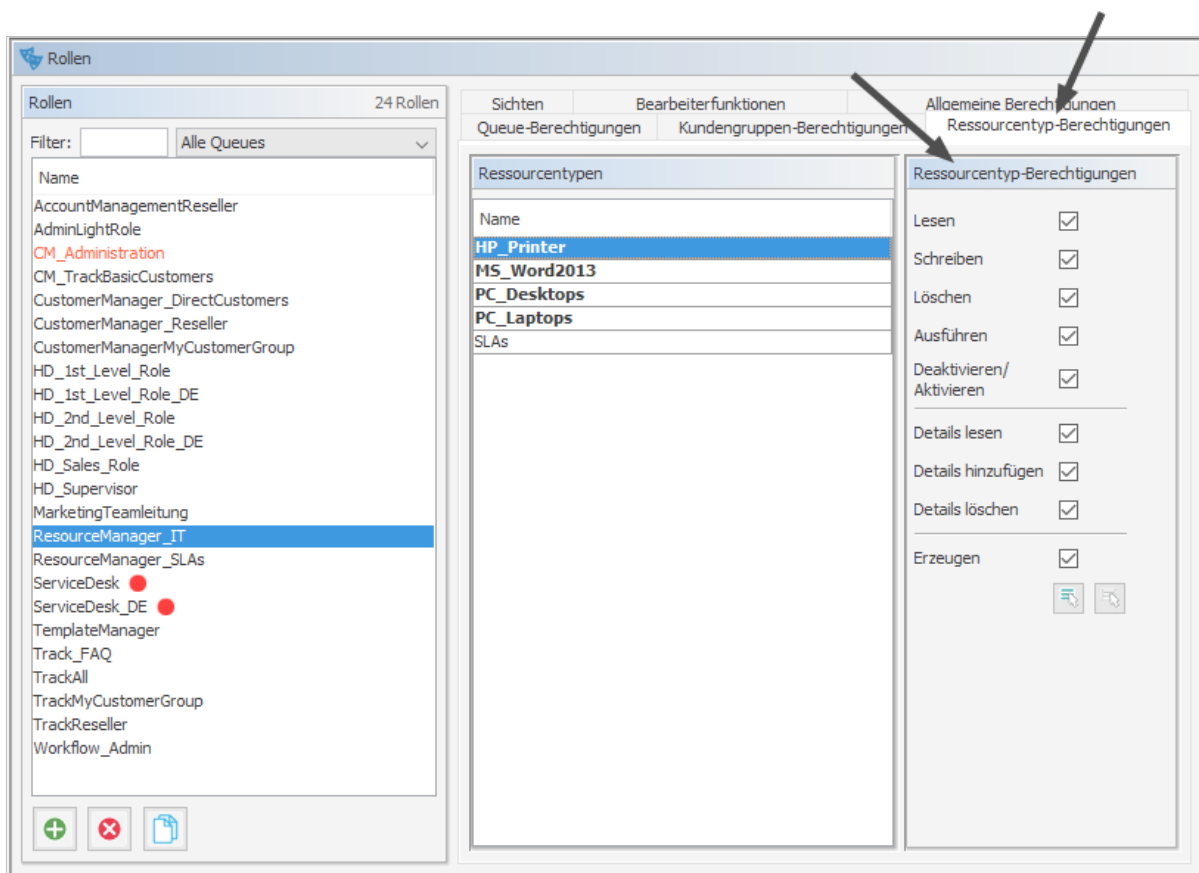 Rollen
Rollen 24 Rollen
Filter: Alle Queues
Name
AccountManagementReseller
AdminLightRole
CM_Administration
CM_TrackBasicCustomers
CustomerManager_DirectCustomers
CustomerManager_Reseller
CustomerManagerMyCustomerGroup
HD_1st_Level_Role
HD_1st_Level_Role_DE
HD_2nd_Level_Role
HD_2nd_Level_Role_DE
HD_Sales_Role
HD_Supervisor
MarketingTeamleitung
ResourceManager_IT
ResourceManager_SLAs
ServiceDesk
ServiceDesk_DE
TemplateManager
Track_FAQ
TrackAll
TrackMyCustomerGroup
TrackReseller
Workflow_Admin
Sichten Bearbeiterfunktionen Allgemeine Berechtigungen
Queue-Berechtigungen Kundengruppen-Berechtigungen Ressourcentyp-Berechtigungen
Ressourcentypen
Name
HP_Printer
MS_Word2013
PC_Desktops
PC_Laptops
SLAs
Ressourcentyp-Berechtigungen
Lesen
Schreiben
Löschen
Ausführen
Deaktivieren/
Aktivieren
Details lesen
Details hinzufügen
Details löschen
Erzeugen